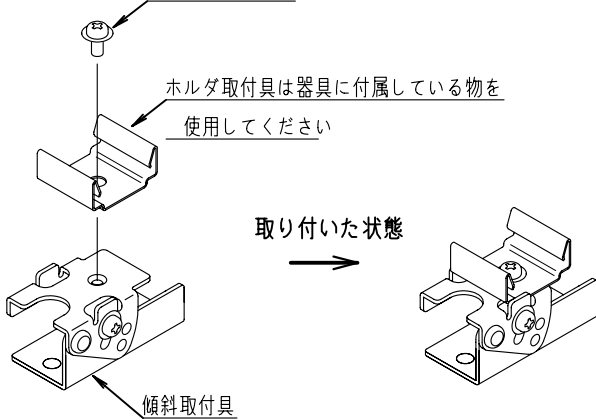 ホルダ取付具は器具に付属している物を
使用してください
取り付いた状態
傾斜取付具